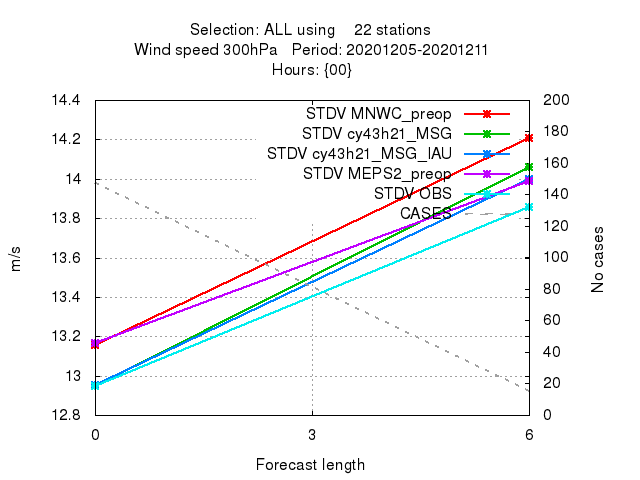 Selection: ALL using 22 stations
Wind speed 300hPa Period: 20201205-20201211
Hours: {00}
STDV MNWC_preop
STDV cy43h21_MSG
STDV cy43h21_MSG_IAU
STDV MEPS2_preop
STDV OBS
CASES
14.4
14.2
14
13.8
13.6
13.4
13.2
13
12.8
m/s
200
180
160
140
120
100
80
60
40
20
0
No cases
0 3 6
Forecast length